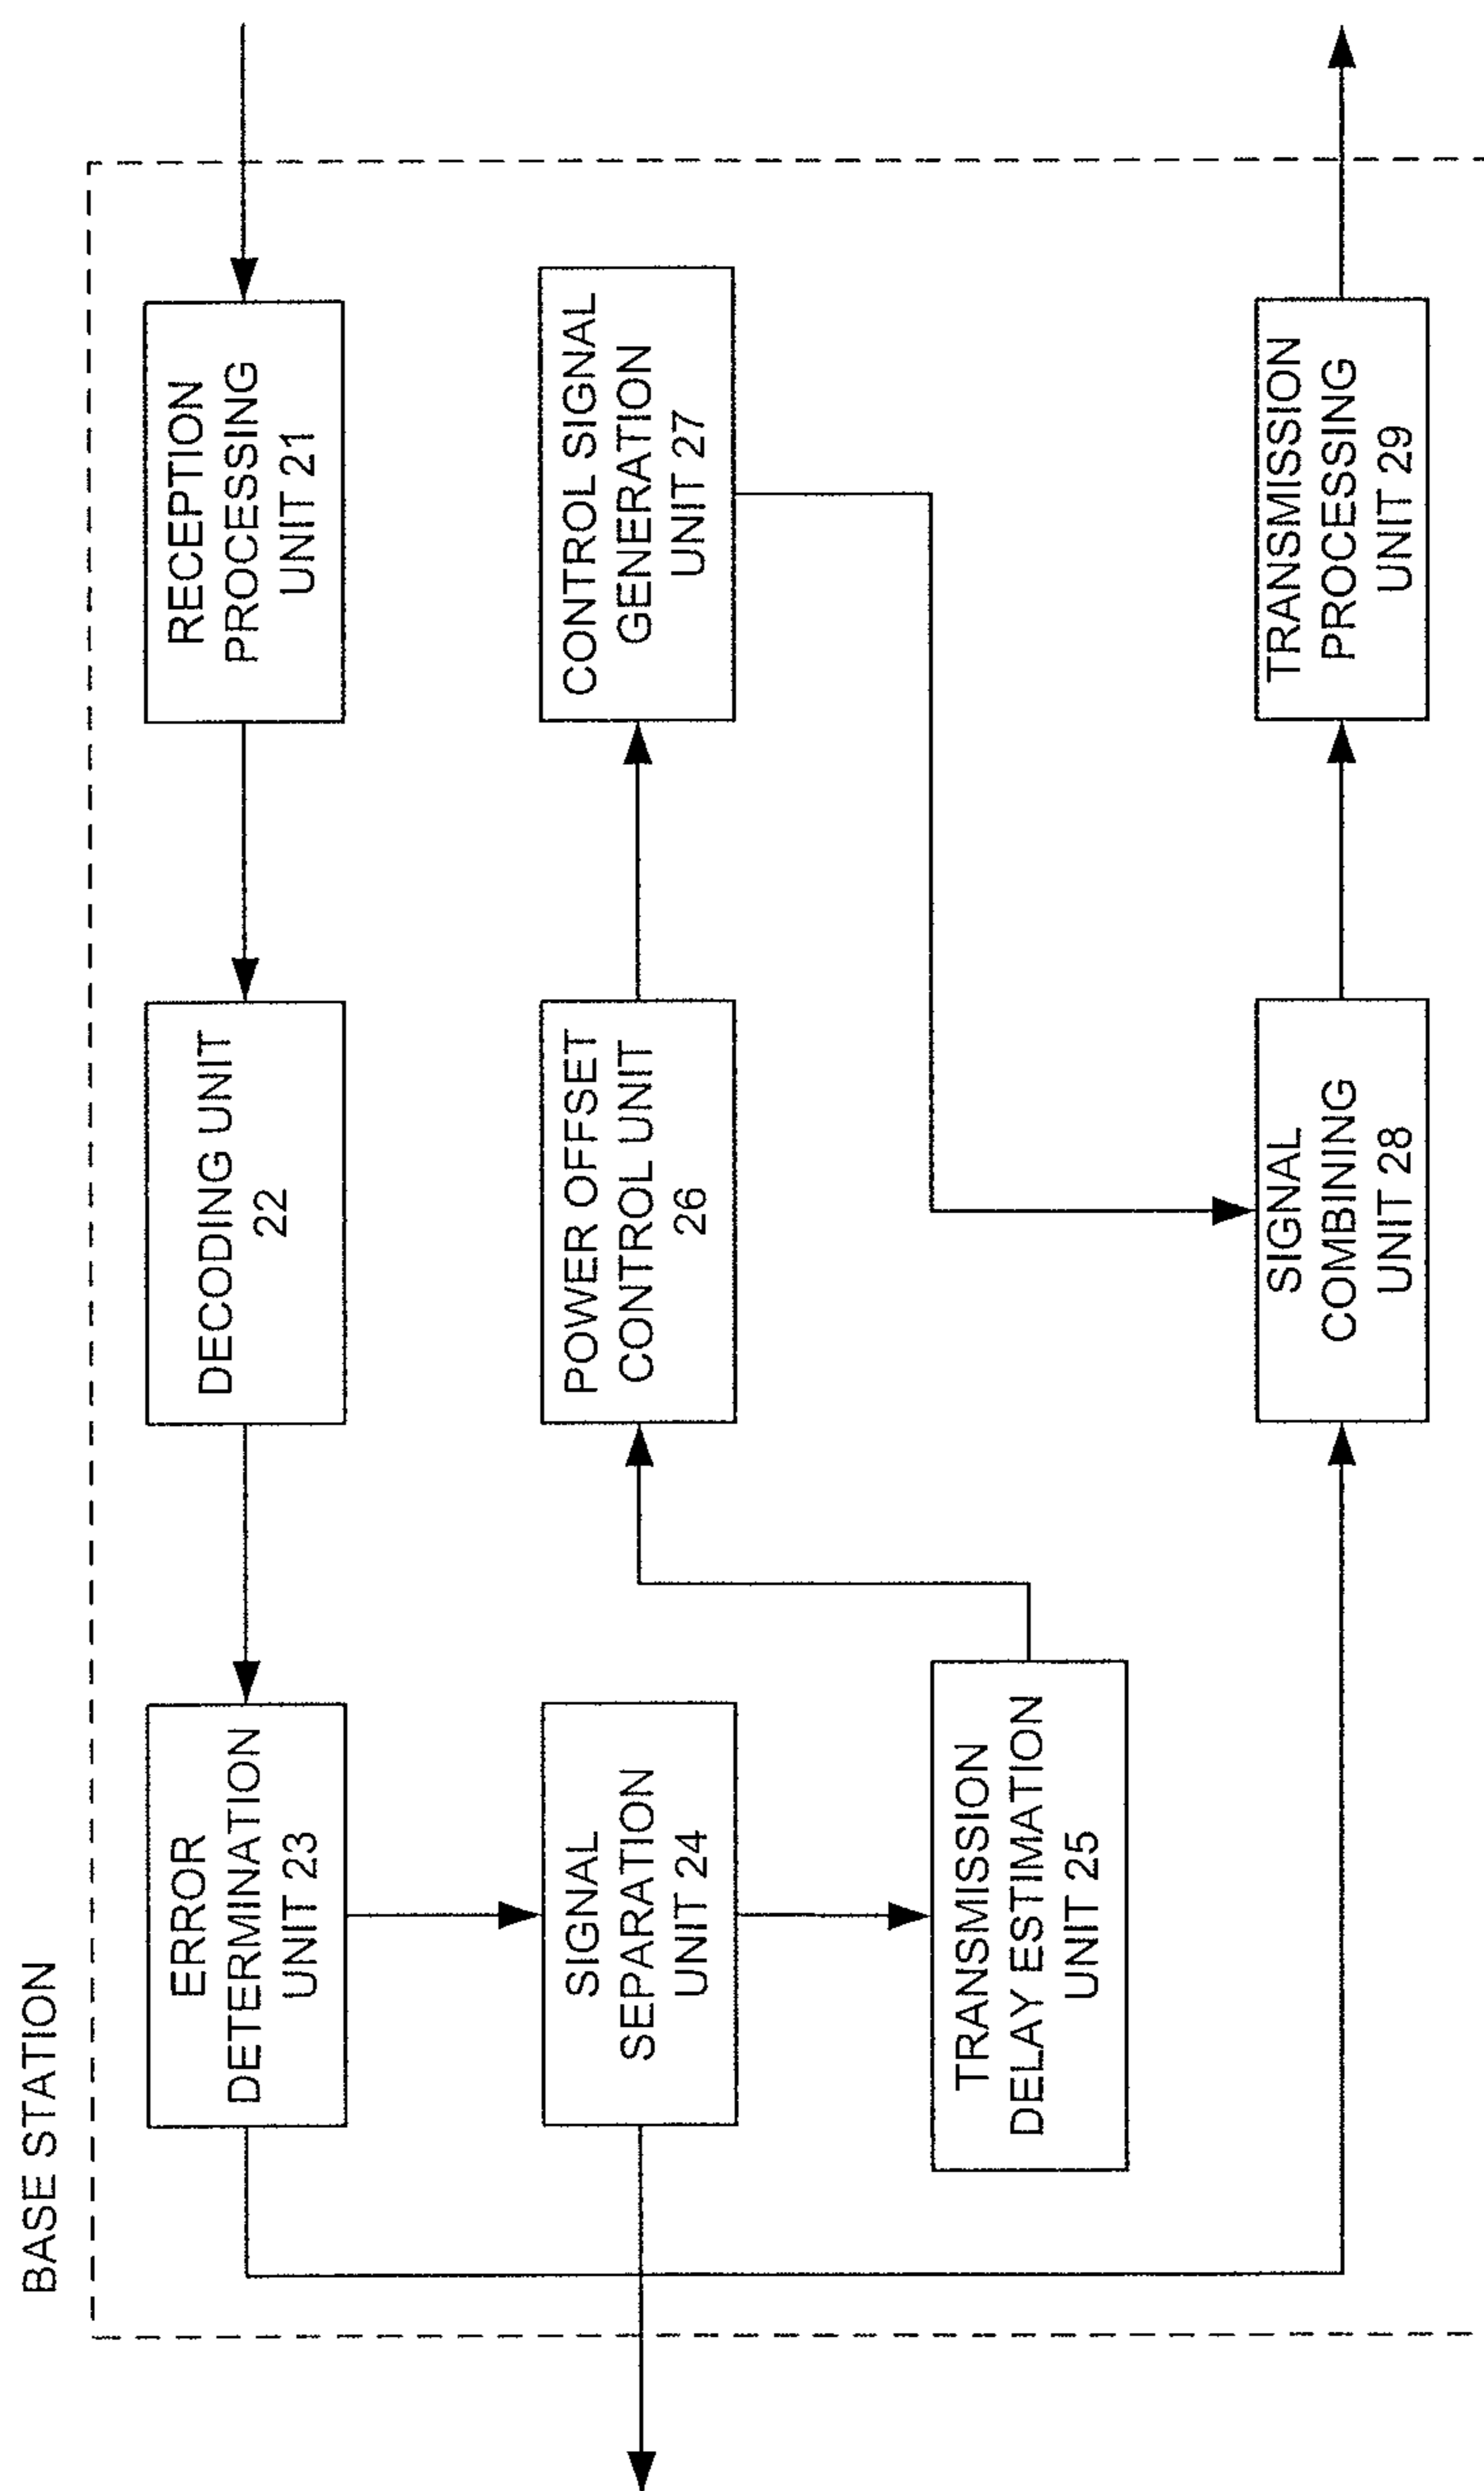 BASE STATION
RECEPTION
PROCESSING
UNIT 21
DECODING UNIT
22
ERROR
DETERMINATION
UNIT 23
SIGNAL
SEPARATION
UNIT 24
TRANSMISSION
DELAY ESTIMATION
UNIT 25
POWER OFFSET
CONTROL UNIT
26
CONTROL SIGNAL
GENERATION
UNIT 27
SIGNAL
COMBINING
UNIT 28
TRANSMISSION
PROCESSING
UNIT 29